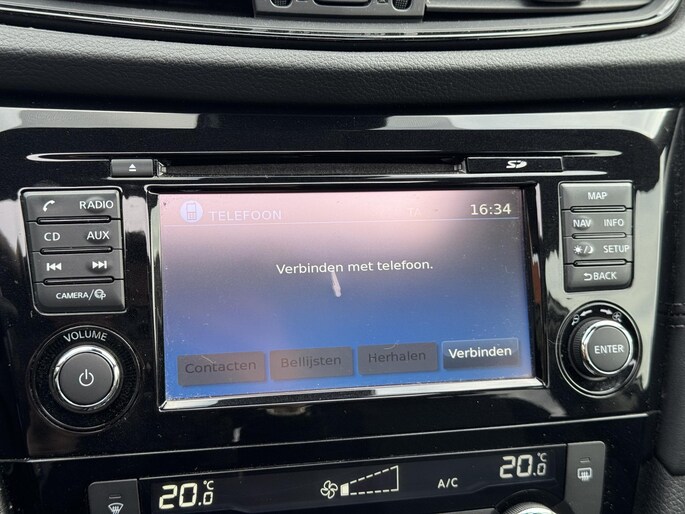 SD
RADIO
CD AUX
CAMERA/
VOLUME
TELEFOON TA 16:34
Verbinden met telefoon.
Contacten Bellijsten Herhalen Verbinden
MAP
NAV INFO
SETUP
BACK
ENTER
20.0 °C A/C 20.0 °C